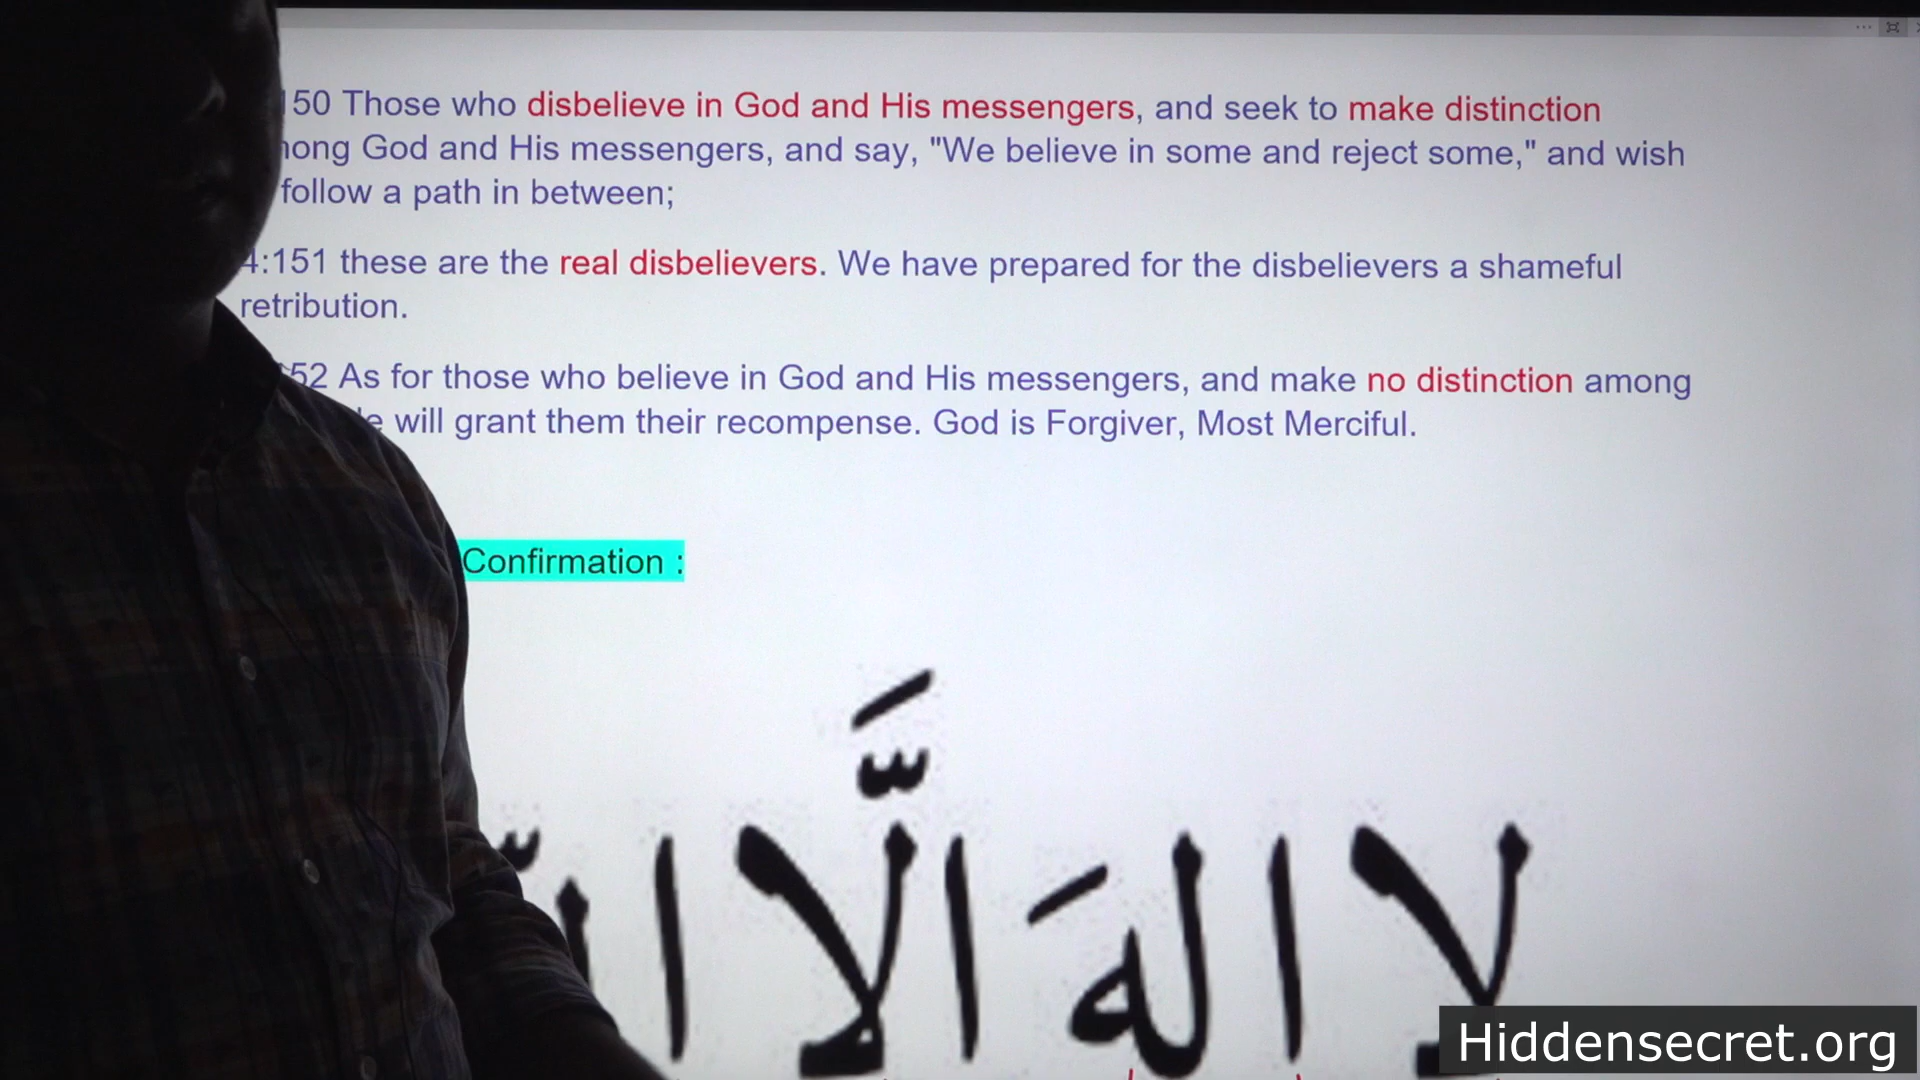 150 Those who disbelieve in God and His messengers, and seek to make distinction
God and His messengers, and say, "We believe in some and reject some," and wish
follow a path in between;
4:151 these are the real disbelievers. We have prepared for the disbelievers a shameful
retribution.
52 As for those who believe in God and His messengers, and make no distinction among
will grant them their recompense. God is Forgiver, Most Merciful.
Confirmation :
لا اله الَّا
Hiddensecret.org